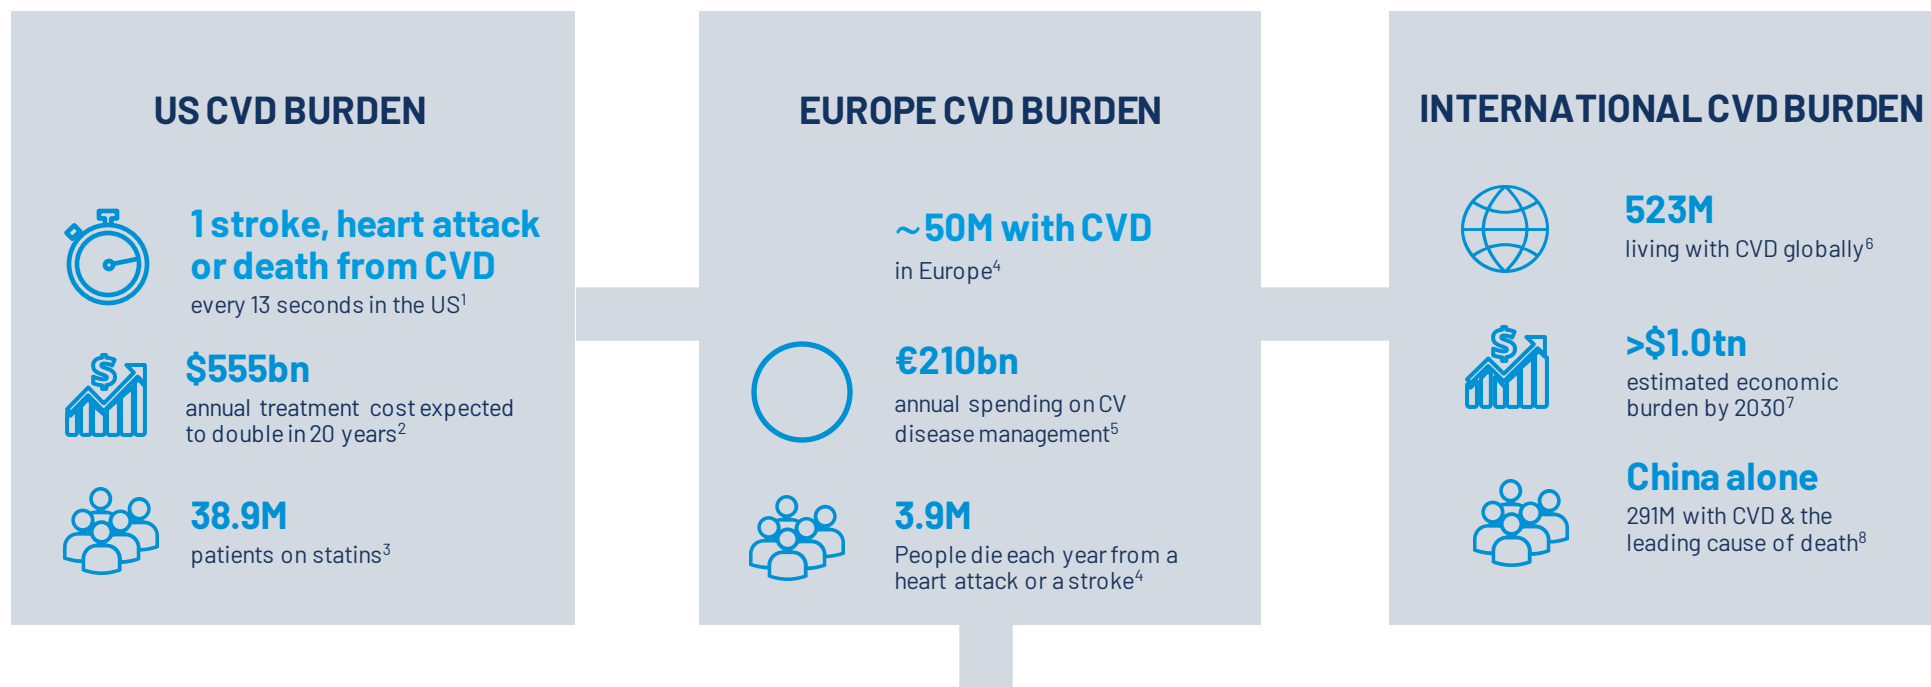 US CVD BURDEN
1 stroke, heart attack
or death from CVD
every 13 seconds in the US¹
$555bn
annual treatment cost expected
to double in 20 years²
38.9M
patients on statins³
EUROPE CVD BURDEN
~50M with CVD
in Europe⁴
€210bn
annual spending on CV
disease management⁵
3.9M
People die each year from a
heart attack or a stroke⁴
INTERNATIONAL CVD BURDEN
523M
living with CVD globally⁶
>$1.0tn
estimated economic
burden by 2030⁷
China alone
291M with CVD & the
leading cause of death⁸